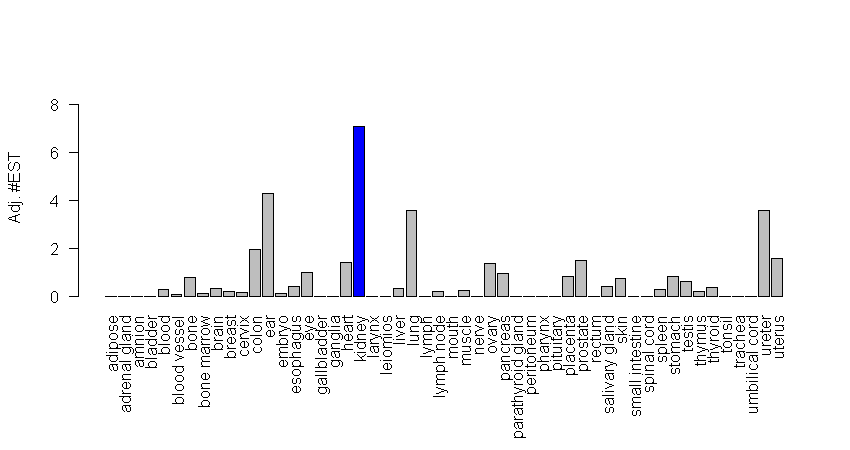 Adj. #EST
8
6
4
2
0
adipose
adrenal gland
amnion
bladder
blood
blood vessel
bone
bone marrow
brain
breast
cervix
colon
ear
embryo
esophagus
eye
gallbladder
ganglia
heart
kidney
larynx
leiomios
liver
lung
lymph
lymph node
mouth
muscle
nerve
ovary
pancreas
parathyroid gland
peritoneum
pharynx
pituitary
placenta
prostate
rectum
salivary gland
skin
small intestine
spinal cord
spleen
stomach
testis
thymus
thyroid
tonsil
trachea
umbilical cord
ureter
uterus